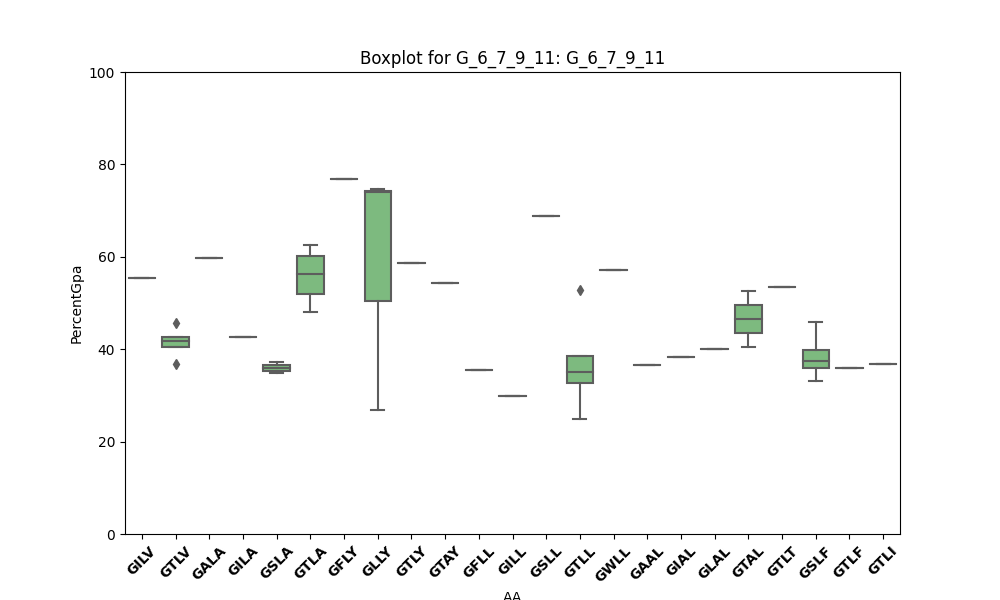 Boxplot for G_6_7_9_11: G_6_7_9_11
100
80
60
40
20
0
PercentGpa
GILV GTLV GALA GILA GSLA GTLA GFLY GLLY GTLY GTAY GFLL GILL GSLL GTLL GWLL GAAL GIAL GLAL GTAL GTLT GSLF GTLF GTLI
AA